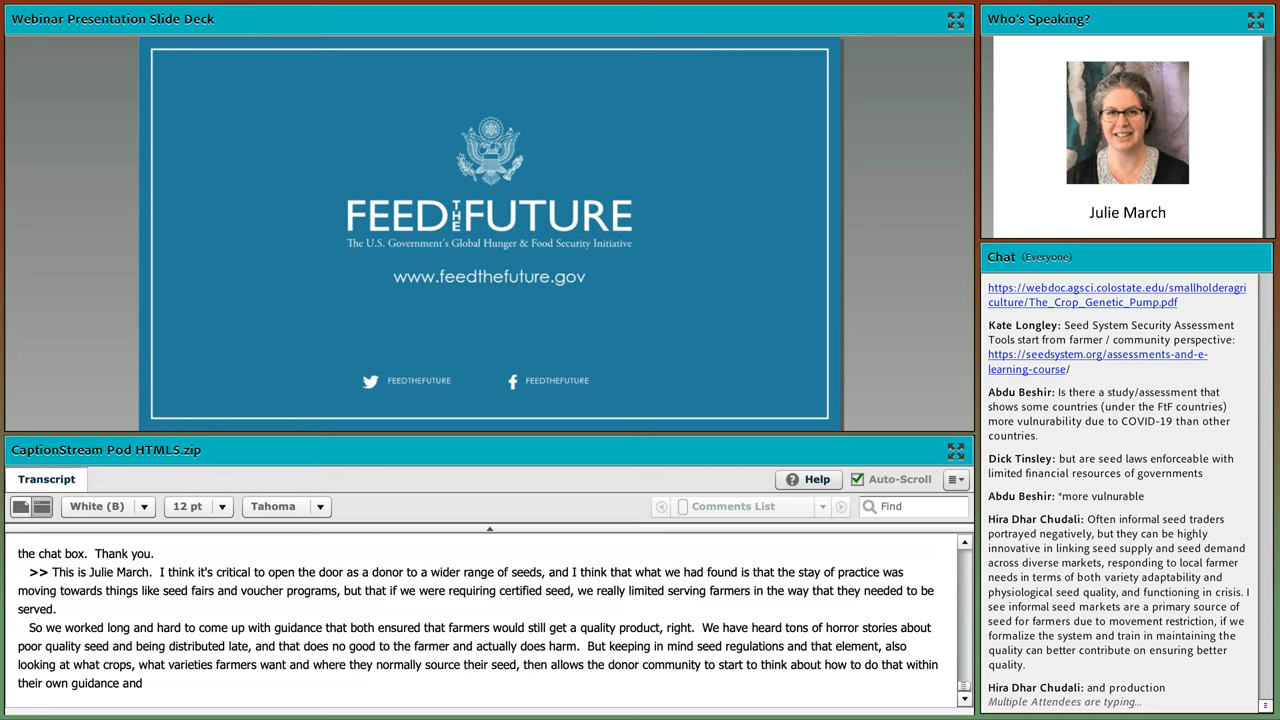 Webinar Presentation Slide Deck
FEED THE FUTURE
The U.S. Government's Global Hunger & Food Security Initiative
www.feedthefuture.gov
FEEDTHEFUTURE
FEEDTHEFUTURE
CaptionStream Pod HTML5.zip
Transcript
Help
Auto-Scroll
White (B)
12 pt
Tahoma
Comments List
Find
the chat box.  Thank you.
>> This is Julie March.  I think it's critical to open the door as a donor to a wider range of seeds, and I think that what we had found is that the stay of practice was
moving towards things like seed fairs and voucher programs, but that if we were requiring certified seed, we really limited serving farmers in the way that they needed to be
served.
So we worked long and hard to come up with guidance that both ensured that farmers would still get a quality product, right.  We have heard tons of horror stories about
poor quality seed and being distributed late, and that does no good to the farmer and actually does harm.  But keeping in mind seed regulations and that element, also
looking at what crops, what varieties farmers want and where they normally source their seed, then allows the donor community to start to think about how to do that within
their own guidance and
Who's Speaking?
Julie March
Chat (Everyone)
https://webdoc.agsci.colostate.edu/smallholderagri
culture/The_Crop_Genetic_Pump.pdf
Kate Longley: Seed System Security Assessment
Tools start from farmer / community perspective:
https://seedsystem.org/assessments-and-e-
learning-course/
Abdu Beshir: Is there a study/assessment that
shows some countries (under the FtF countries)
more vulnurability due to COVID-19 than other
countries.
Dick Tinsley: but are seed laws enforceable with
limited financial resources of governments
Abdu Beshir: *more vulnurable
Hira Dhar Chudali: Often informal seed traders
portrayed negatively, but they can be highly
innovative in linking seed supply and seed demand
across diverse markets, responding to local farmer
needs in terms of both variety adaptability and
physiological seed quality, and functioning in crisis. I
see informal seed markets are a primary source of
seed for farmers due to movement restriction, if we
formalize the system and train in maintaining the
quality can better contribute on ensuring better
quality.
Hira Dhar Chudali: and production
Multiple Attendees are typing...